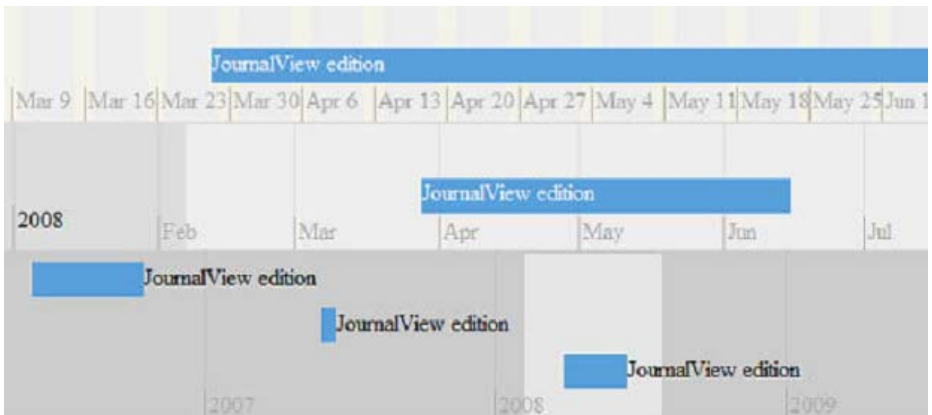 JournalView edition
Mar 9 Mar 16 Mar 23 Mar 30 Apr 6 Apr 13 Apr 20 Apr 27 May 4 May 11 May 18 May 25 Jun 1
JournalView edition
2008 Feb Mar Apr May Jun Jul
JournalView edition
JournalView edition
JournalView edition
2007 2008 2009